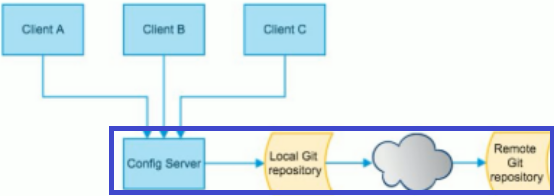 Client A
Client B
Client C
Config Server
Local Git
repository
Remote
Git
repository